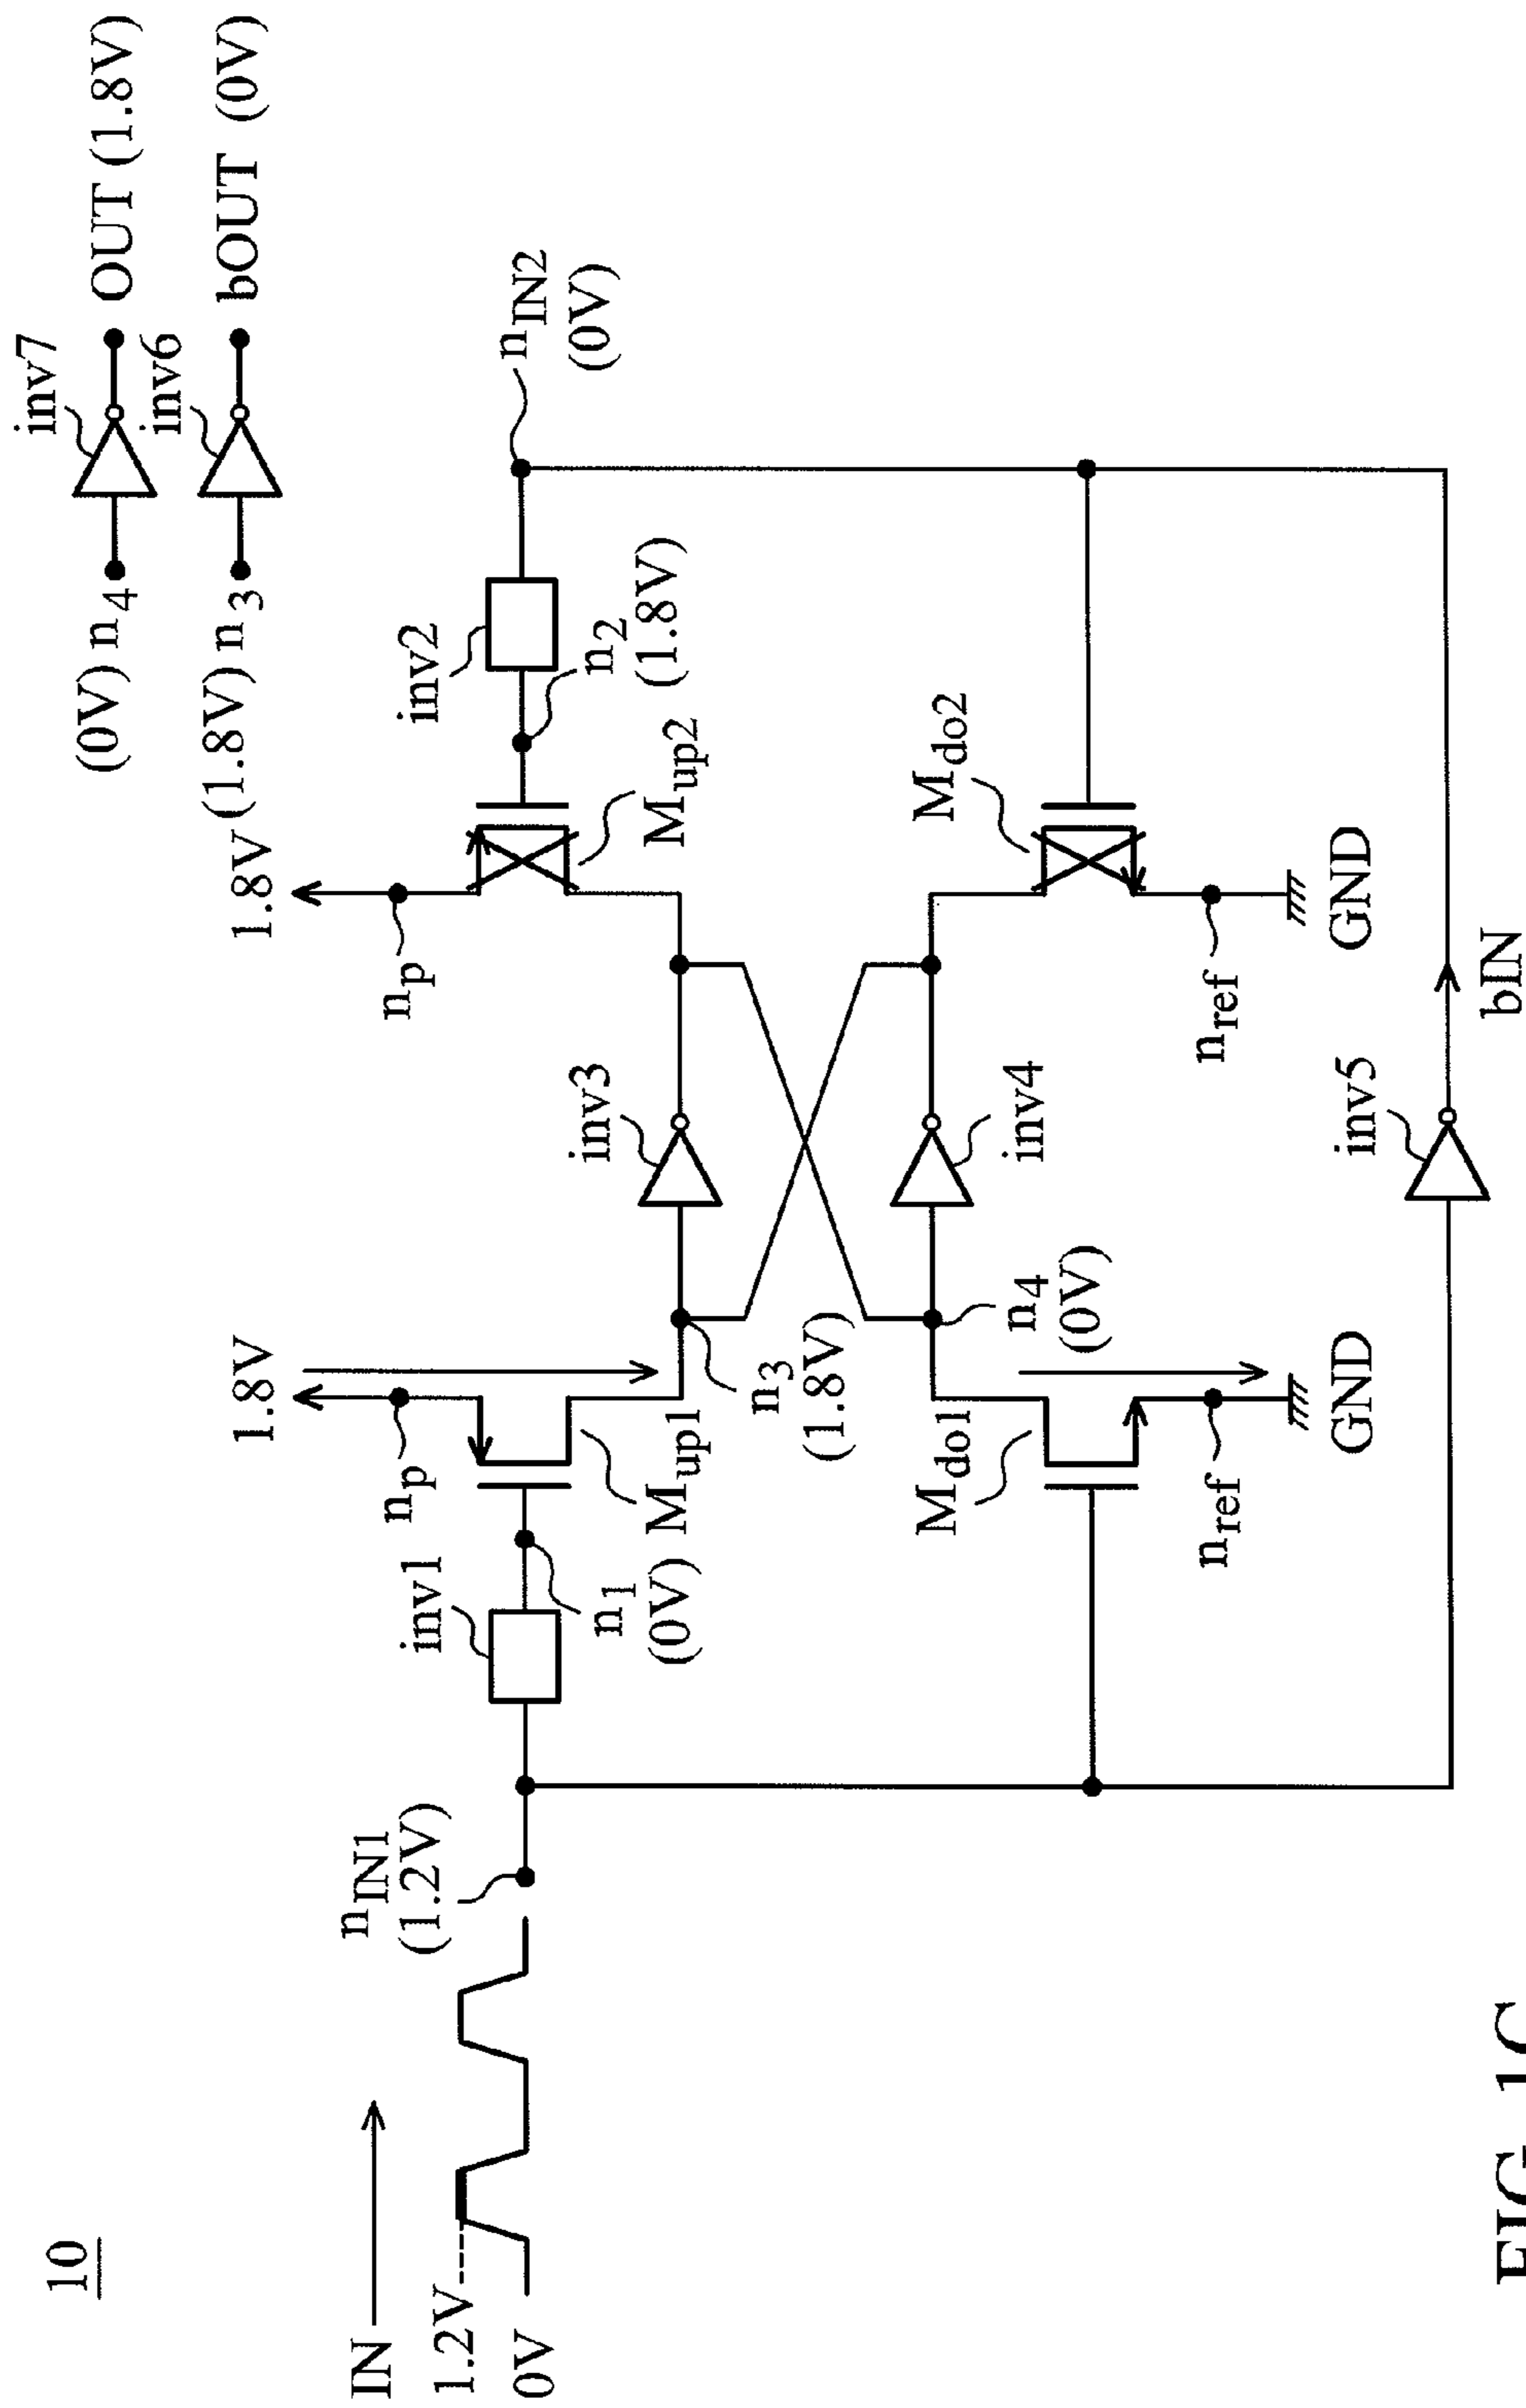 10
inv7
(0V) n4 OUT (1.8V)
inv6
(1.8V) n3 bOUT (0V)
1.8V
1.8V
IN
nIN1
(1.2V)
inv1
np
np
inv2
nIN2
(0V)
1.2V
0V
n1
(0V)
Mup1
inv3
Mup2
n2
(1.8V)
n3
(1.8V)
Mdo1
n4
(0V)
inv4
Mdo2
nref
nref
GND
GND
inv5
bIN